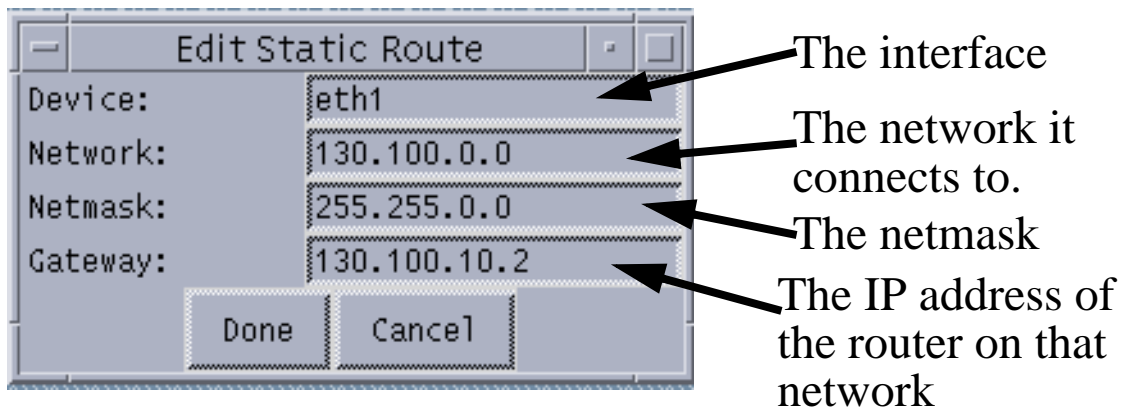 Edit Static Route
Device: eth1
Network: 130.100.0.0
Netmask: 255.255.0.0
Gateway: 130.100.10.2
Done Cancel
The interface
The network it
connects to.
The netmask
The IP address of
the router on that
network